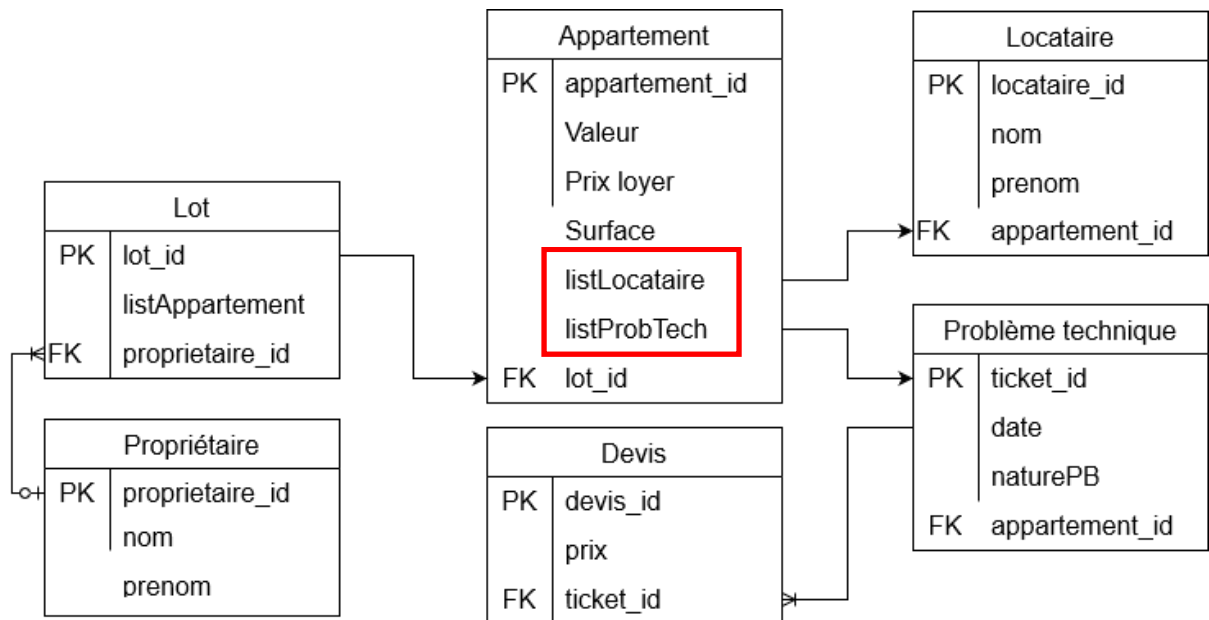 Appartement
PK appartement_id
Valeur
Prix loyer
Surface
listLocataire
listProbTech
FK lot_id
Locataire
PK locataire_id
nom
prenom
FK appartement_id
Lot
PK lot_id
listAppartement
FK proprietaire_id
Problème technique
PK ticket_id
date
naturePB
FK appartement_id
Propriétaire
PK proprietaire_id
nom
prenom
Devis
PK devis_id
prix
FK ticket_id